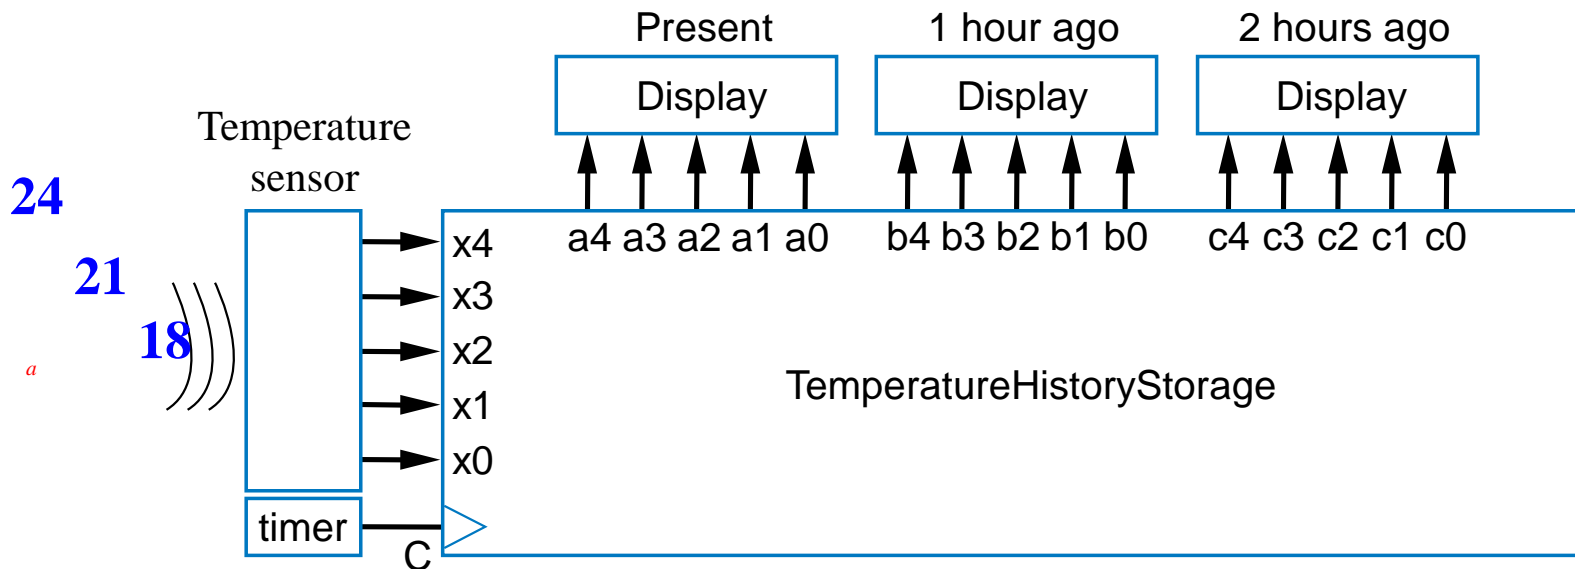 Present 1 hour ago 2 hours ago
Display Display Display
Temperature
sensor
24
21
18
a
a4 a3 a2 a1 a0 b4 b3 b2 b1 b0 c4 c3 c2 c1 c0
x4
x3
x2
x1
x0
TemperatureHistoryStorage
timer
C